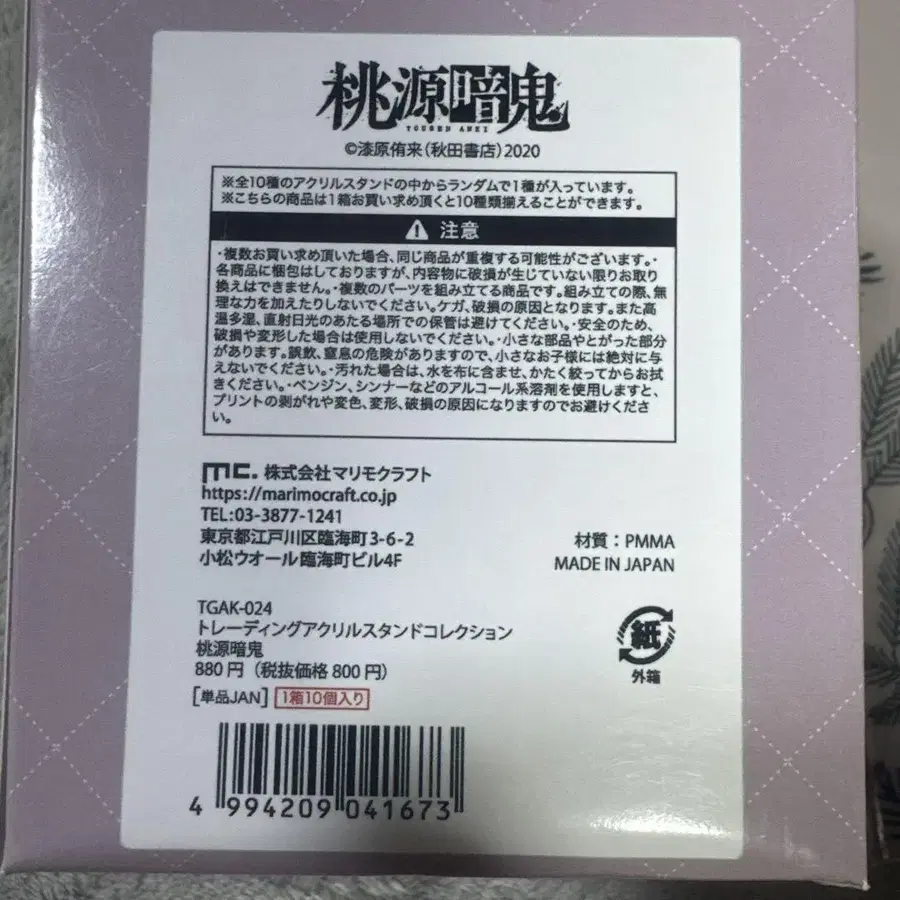 桃源暗鬼
TOUGEN ANKI
©漆原侑来(秋田書店)2020
※全10種のアクリルスタンドの中からランダムで1種が入っています。
※こちらの商品は1箱お買い求め頂くと10種類揃えることができます。
注意
・複数お買い求め頂いた場合、同じ商品が重複する可能性がございます。・
各商品に梱包はしておりますが、内容物に破損が生じていない限りお取り
換えはできません。・複数のパーツを組み立てる商品です。組み立ての際、無
理な力を加えたりしないでください。ケガ、破損の原因となります。また高
温多湿、直射日光のあたる場所での保管は避けてください。・安全のため、
破損や変形した場合は使用しないでください。・小さな部品やとがった部分
があります。誤飲、窒息の危険がありますので、小さなお子様には絶対に与
えないでください。・汚れた場合は、水を布に含ませ、かたく絞ってからお拭
きください。・ベンジン、シンナーなどのアルコール系溶剤を使用しますと、
プリントの剥がれや変色、変形、破損の原因になりますのでお避けくださ
い。
mc. 株式会社マリモクラフト
https://marimocraft.co.jp
TEL:03-3877-1241
東京都江戸川区臨海町3-6-2
小松ウオール臨海町ビル4F
材質：PMMA
MADE IN JAPAN
TGAK-024
トレーディングアクリルスタンドコレクション
桃源暗鬼
880円（税抜価格800円）
[単品JAN] 1箱10個入り
紙
外箱
4 994209 041673